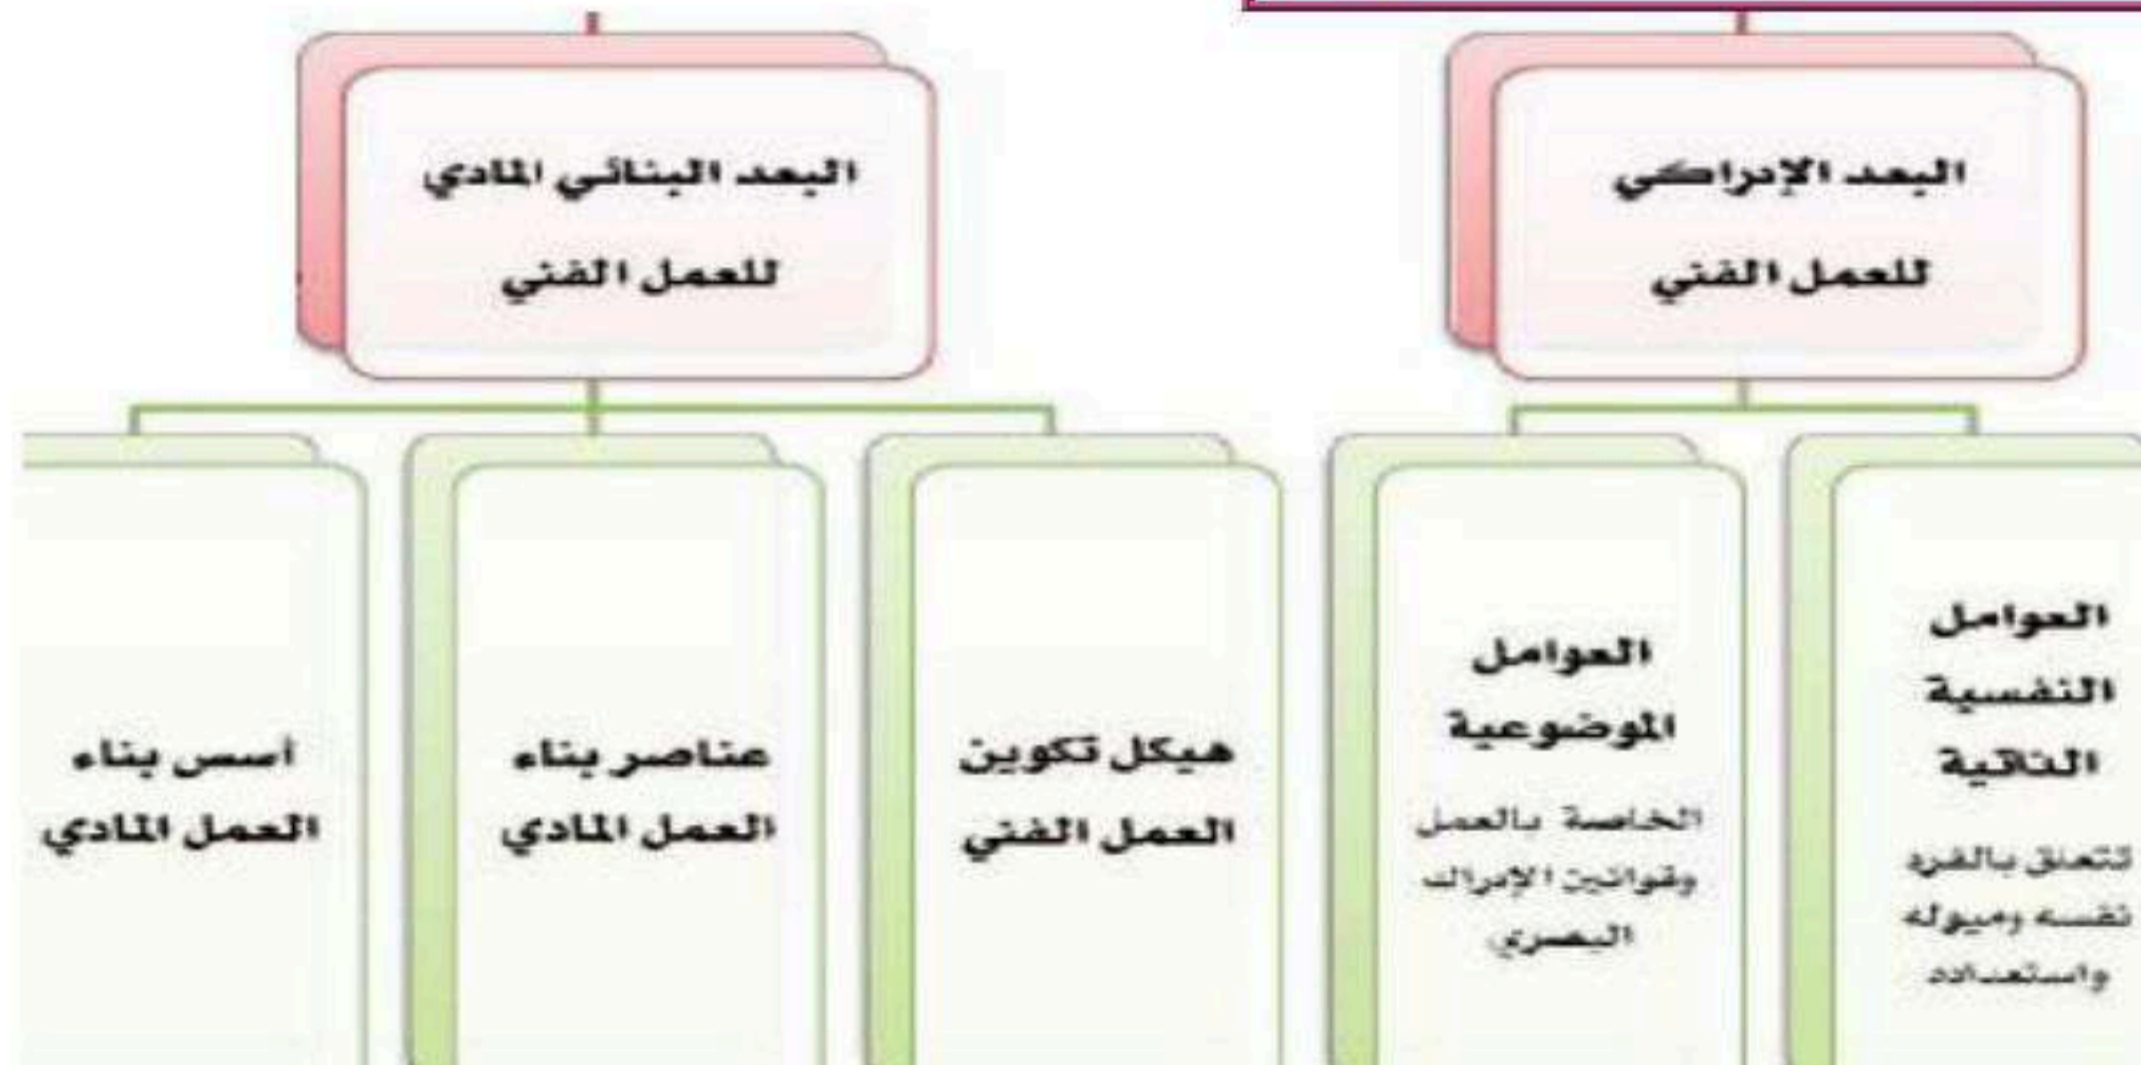 البعد الإدراكي
للعمل الفني
البعد البنائي المادي
للعمل الفني
العوامل
النفسية
الذاتية
تتعلق بالفرد
نفسه وميوله
واستعداده
العوامل
الموضوعية
الخاصة بالعمل
وقوانين الإدراك
البصري
هيكل تكوين
العمل الفني
عناصر بناء
العمل المادي
أسس بناء
العمل المادي